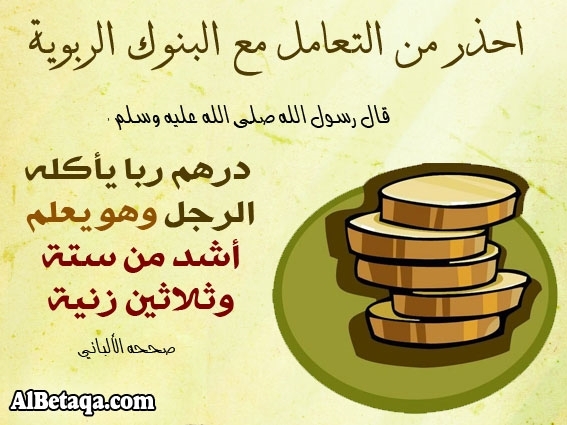 احذر من التعامل مع البنوك الربوية
قال رسول الله صلى الله عليه وسلم :
درهم ربا يأكله
الرجل وهو يعلم
أشد من ستة
وثلاثين زنية
صححه الألباني
AlBetaqa.com